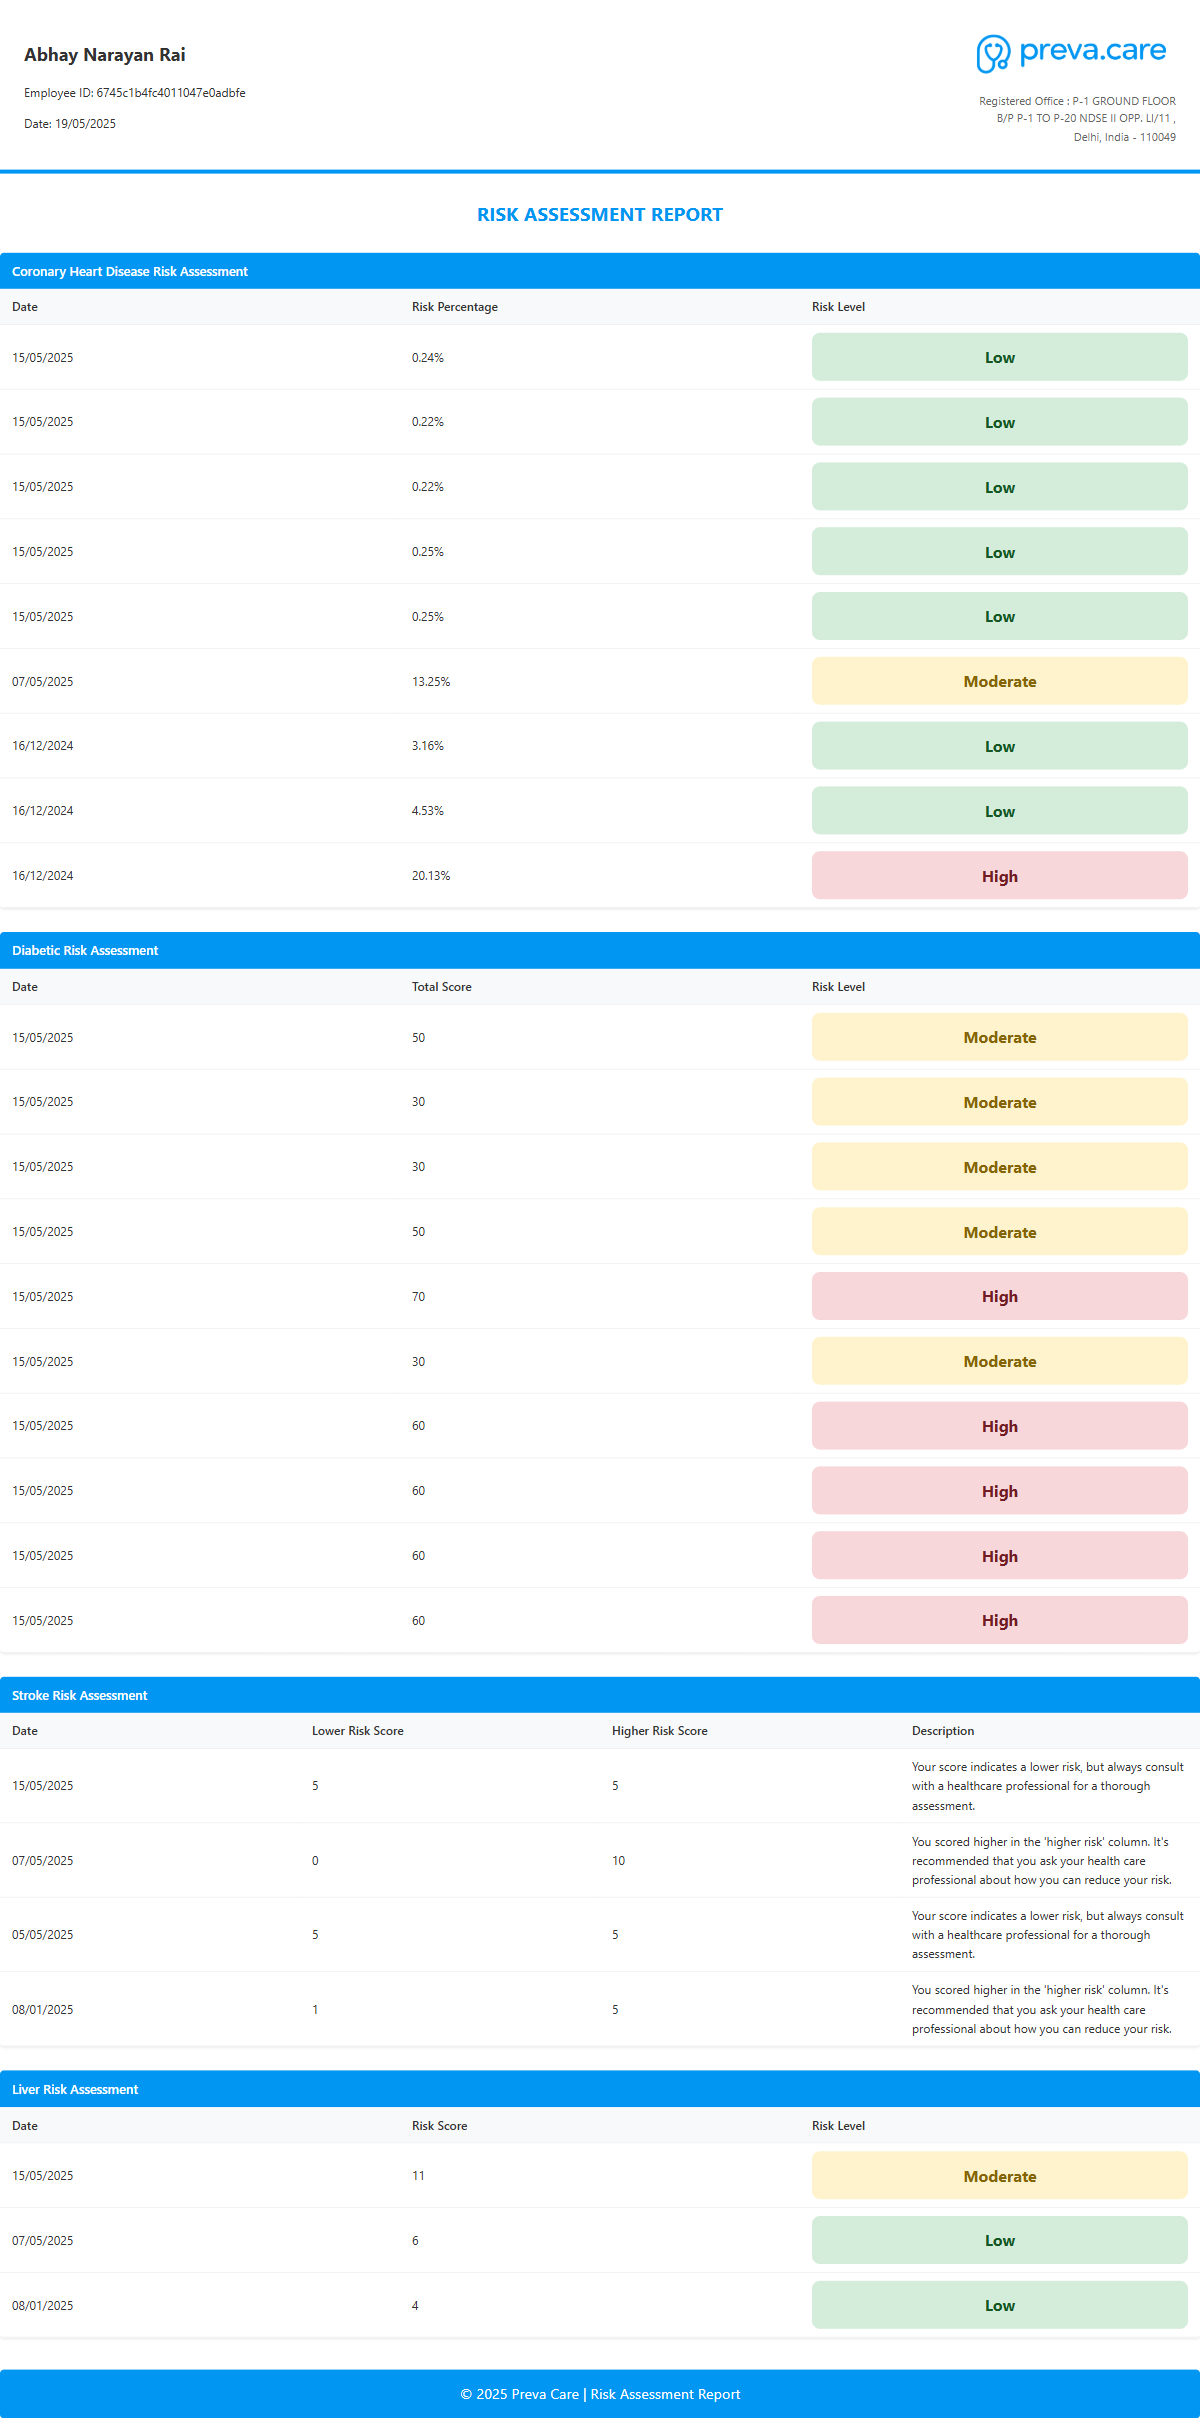 Abhay Narayan Rai
Employee ID: 6745c1b4fc4011047e0adbfe
Date: 19/05/2025
preva.care
Registered Office : P-1 GROUND FLOOR
B/P P-1 TO P-20 NDSE II OPP. LI/11 ,
Delhi, India - 110049
RISK ASSESSMENT REPORT
Coronary Heart Disease Risk Assessment
Date Risk Percentage Risk Level
15/05/2025 0.24% Low
15/05/2025 0.22% Low
15/05/2025 0.22% Low
15/05/2025 0.25% Low
15/05/2025 0.25% Low
07/05/2025 13.25% Moderate
16/12/2024 3.16% Low
16/12/2024 4.53% Low
16/12/2024 20.13% High
Diabetic Risk Assessment
Date Total Score Risk Level
15/05/2025 50 Moderate
15/05/2025 30 Moderate
15/05/2025 30 Moderate
15/05/2025 50 Moderate
15/05/2025 70 High
15/05/2025 30 Moderate
15/05/2025 60 High
15/05/2025 60 High
15/05/2025 60 High
15/05/2025 60 High
Stroke Risk Assessment
Date Lower Risk Score Higher Risk Score Description
15/05/2025 5 5 Your score indicates a lower risk, but always consult
with a healthcare professional for a thorough
assessment.
07/05/2025 0 10 You scored higher in the 'higher risk' column. It's
recommended that you ask your health care
professional about how you can reduce your risk.
05/05/2025 5 5 Your score indicates a lower risk, but always consult
with a healthcare professional for a thorough
assessment.
08/01/2025 1 5 You scored higher in the 'higher risk' column. It's
recommended that you ask your health care
professional about how you can reduce your risk.
Liver Risk Assessment
Date Risk Score Risk Level
15/05/2025 11 Moderate
07/05/2025 6 Low
08/01/2025 4 Low
© 2025 Preva Care | Risk Assessment Report